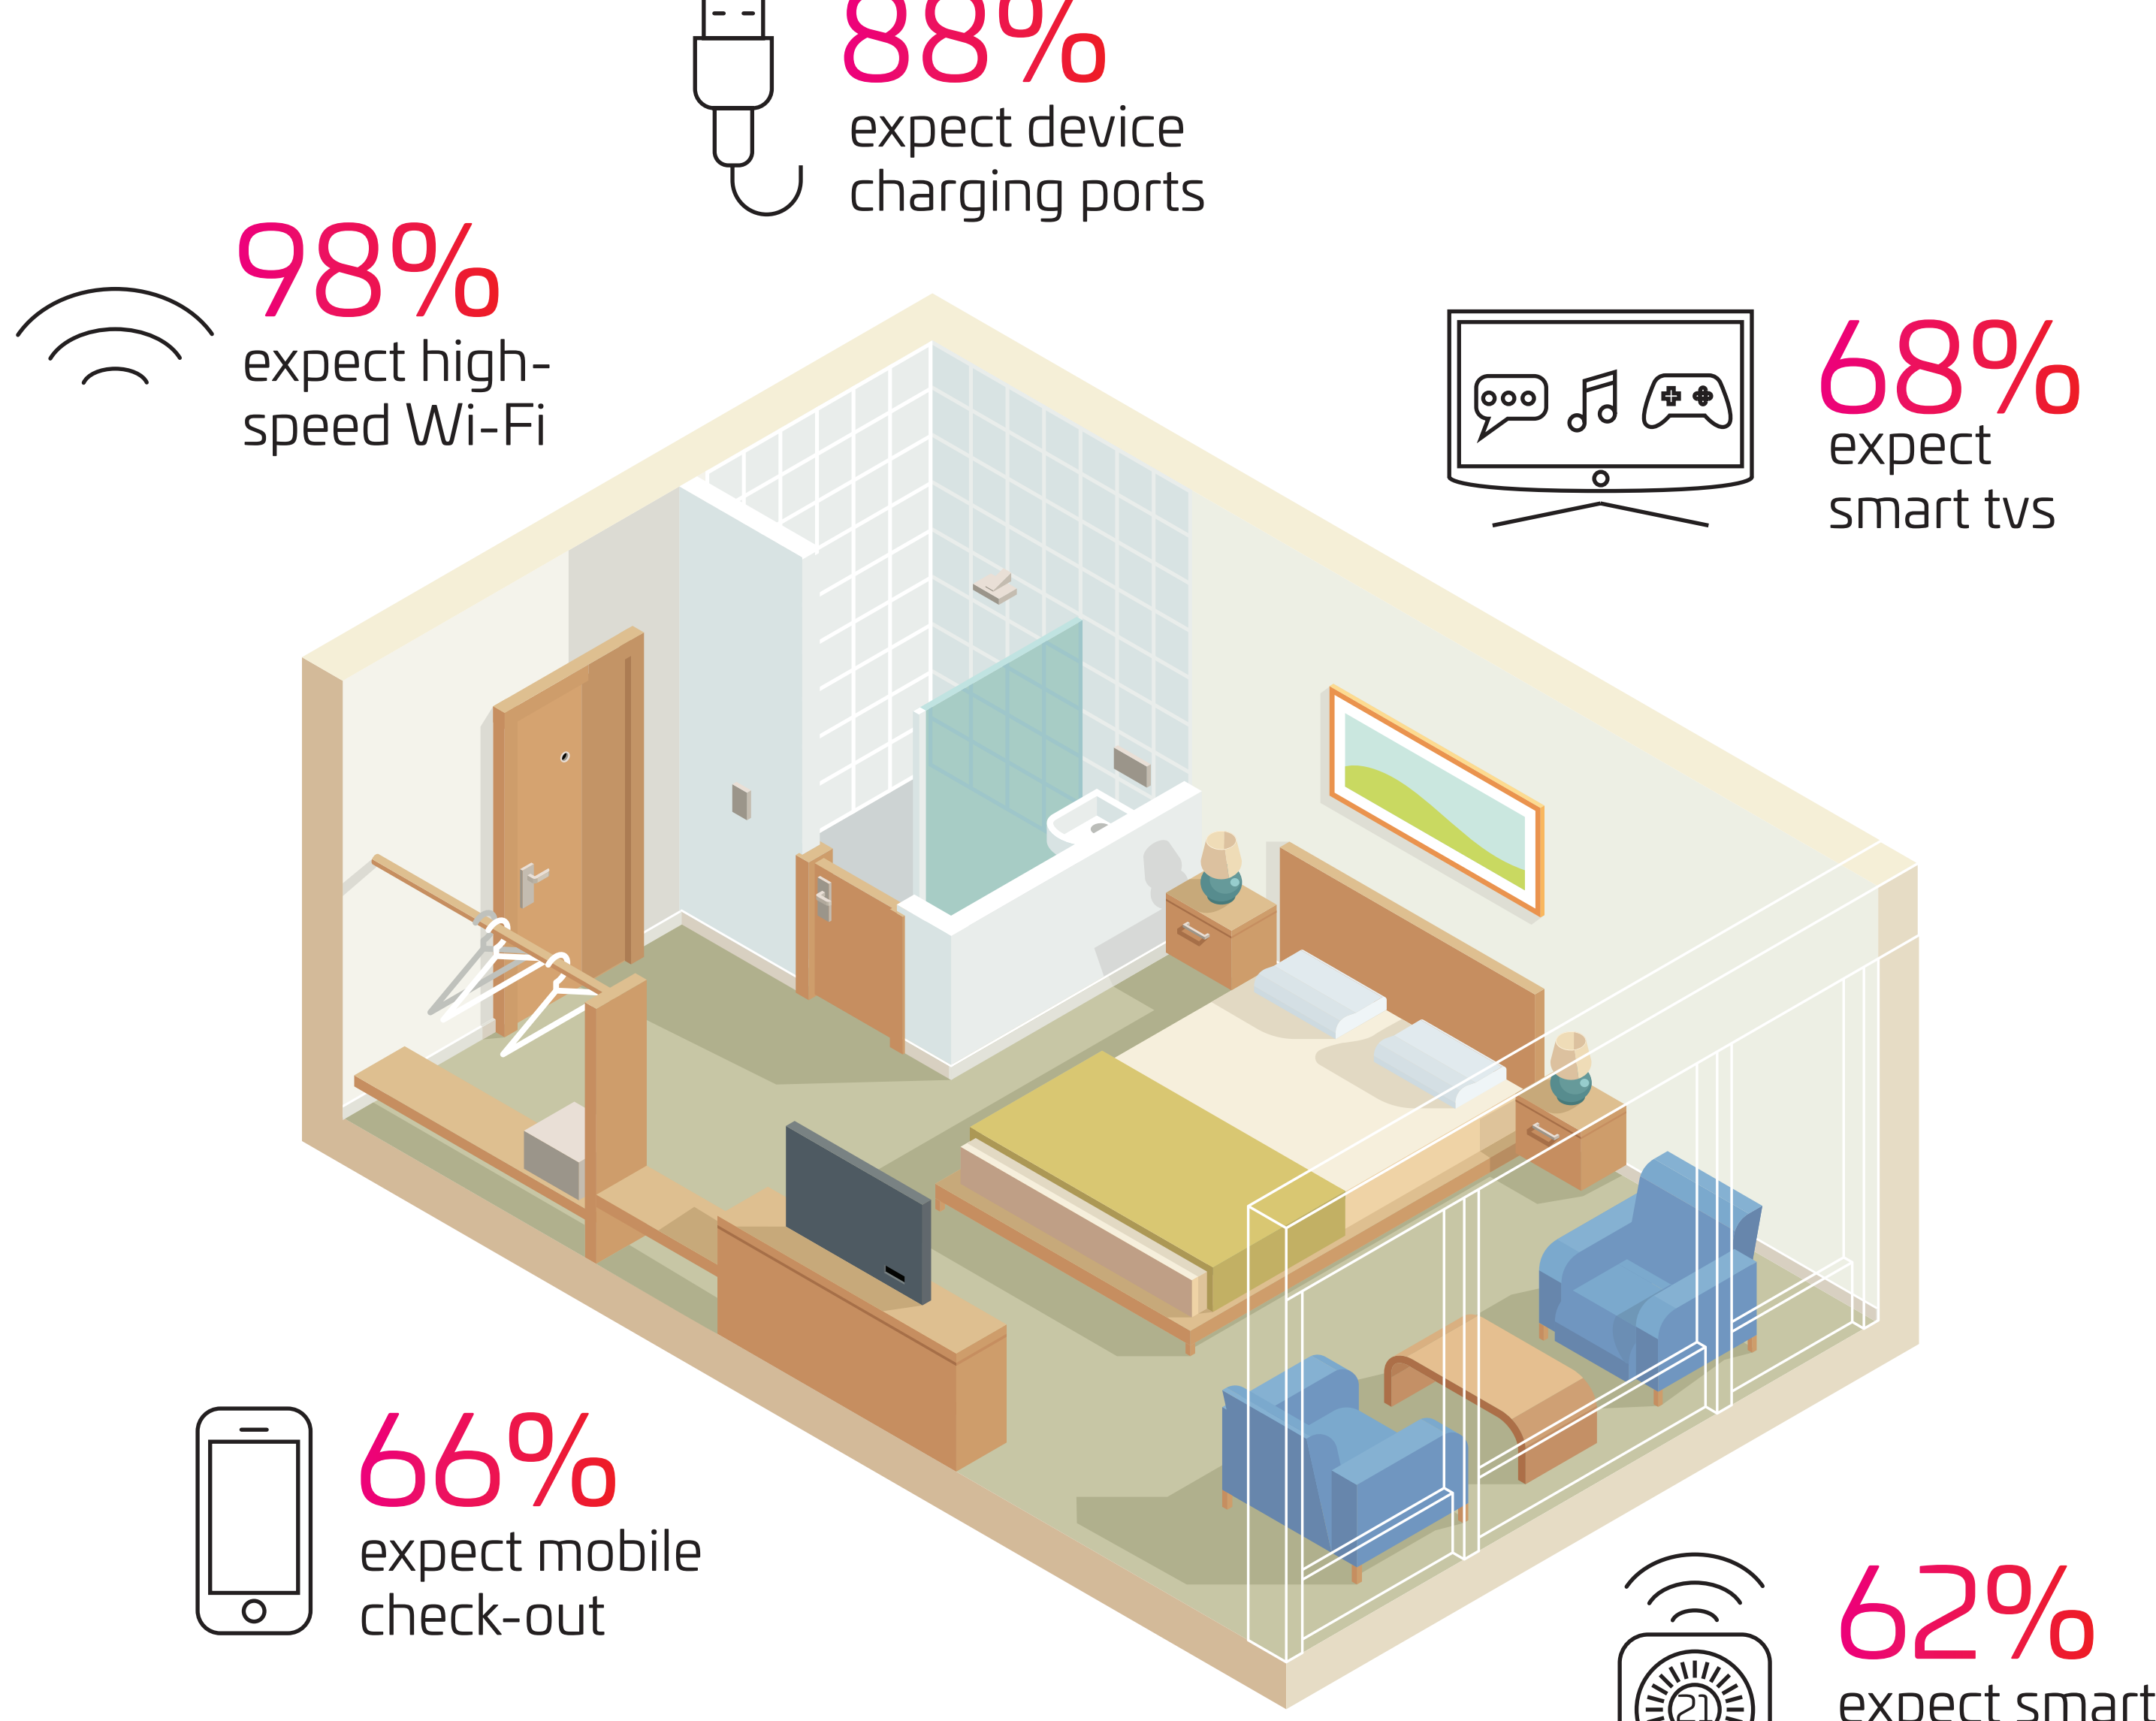 88%
expect device
charging ports
98%
expect high-
speed Wi-Fi
68%
expect
smart tvs
66%
expect mobile
check-out
62%
expect smart
21